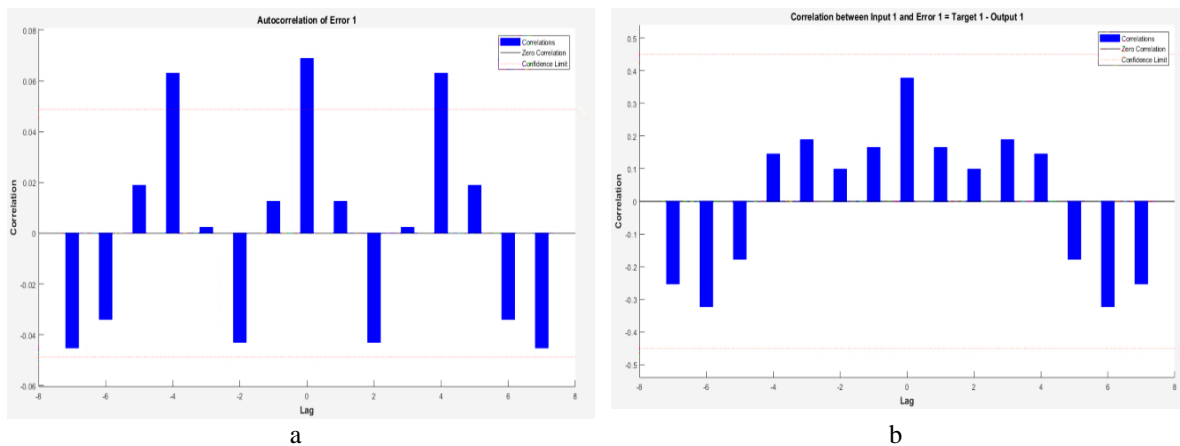 Autocorrelation of Error 1
Correlations
Zero Correlation
Confidence Limit
0.08
0.06
0.04
0.02
0
-0.02
-0.04
-0.06
Correlation
-8
-6
-4
-2
0
2
4
6
8
Lag
a
Correlation between Input 1 and Error 1 = Target 1 - Output 1
Correlations
Zero Correlation
Confidence Limit
0.5
0.4
0.3
0.2
0.1
0
-0.1
-0.2
-0.3
-0.4
-0.5
Correlation
-8
-6
-4
-2
0
2
4
6
8
Lag
b